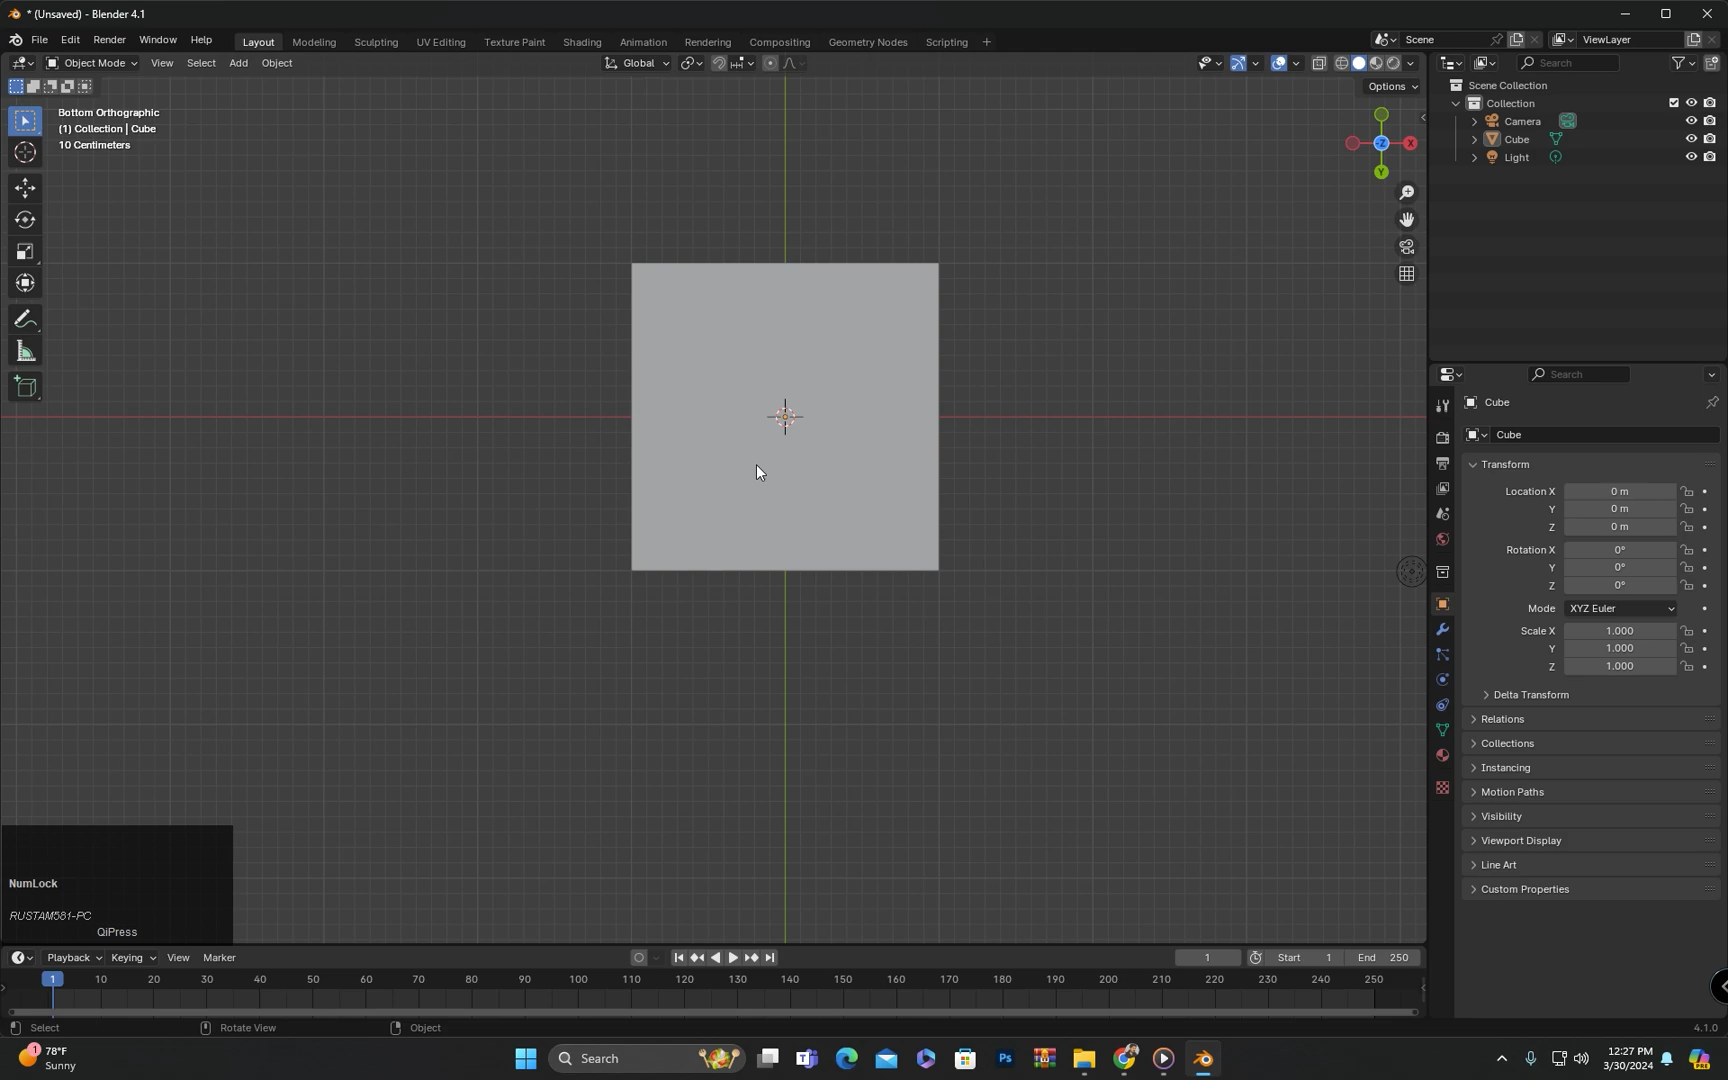 * (Unsaved) - Blender 4.1
File Edit Render Window Help
Layout Modeling Sculpting UV Editing Texture Paint Shading Animation Rendering Compositing Geometry Nodes Scripting +
Scene ViewLayer
Object Mode View Select Add Object
Global
Search
Options
Bottom Orthographic
(1) Collection | Cube
10 Centimeters
-Z X Y
Scene Collection
Collection
Camera
Cube
Light
Search
Cube
Cube
Transform
Location X 0 m
Y 0 m
Z 0 m
Rotation X 0°
Y 0°
Z 0°
Mode XYZ Euler
Scale X 1.000
Y 1.000
Z 1.000
Delta Transform
Relations
Collections
Instancing
Motion Paths
Visibility
Viewport Display
Line Art
Custom Properties
NumLock
RUSTAM581-PC
QiPress
Playback Keying View Marker
1 Start 1 End 250
1 10 20 30 40 50 60 70 80 90 100 110 120 130 140 150 160 170 180 190 200 210 220 230 240 250
Select Rotate View Object
4.1.0
1 78°F
Sunny
Search
Ps
12:27 PM
3/30/2024
PRE